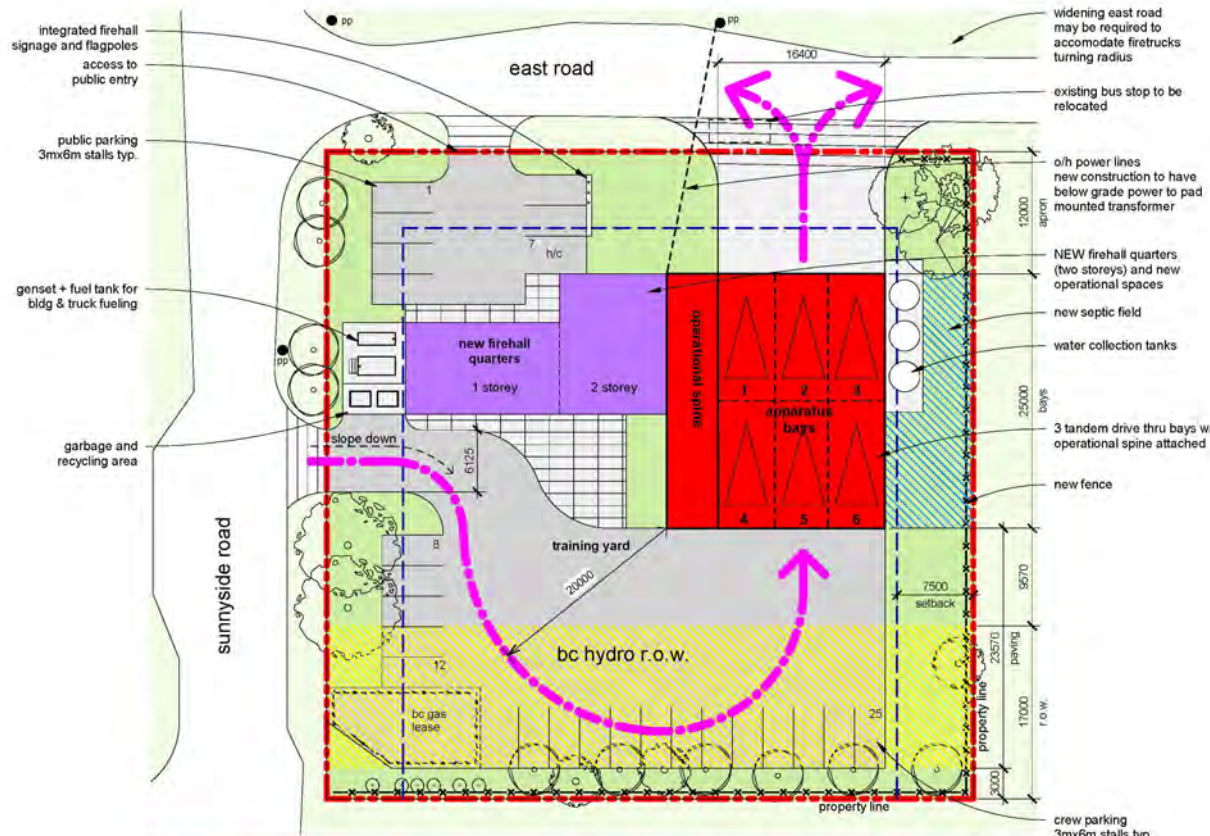 integrated firehall
signage and flagpoles
access to
public entry
public parking
3mx6m stalls typ.
genset + fuel tank for
bldg & truck fueling
garbage and
recycling area
pp
pp
east road
16400
widening east road
may be required to
accomodate firetrucks
turning radius
existing bus stop to be
relocated
o/h power lines
new construction to have
below grade power to pad
mounted transformer
NEW firehall quarters
(two storeys) and new
operational spaces
new septic field
water collection tanks
3 tandem drive thru bays w
operational spine attached
new fence
1
7
h/c
12000
apron
pp
new firehall
quarters
1 storey
2 storey
operational spine
1
2
3
apparatus
bays
4
5
6
25000
bays
slope down
6125
sunnyside road
8
training yard
20000
7500
setback
9570
23570
paving
bc hydro r.o.w.
12
25
bc gas
lease
property line
17000
r.o.w.
3000
property line
crew parking
3mx6m stalls typ